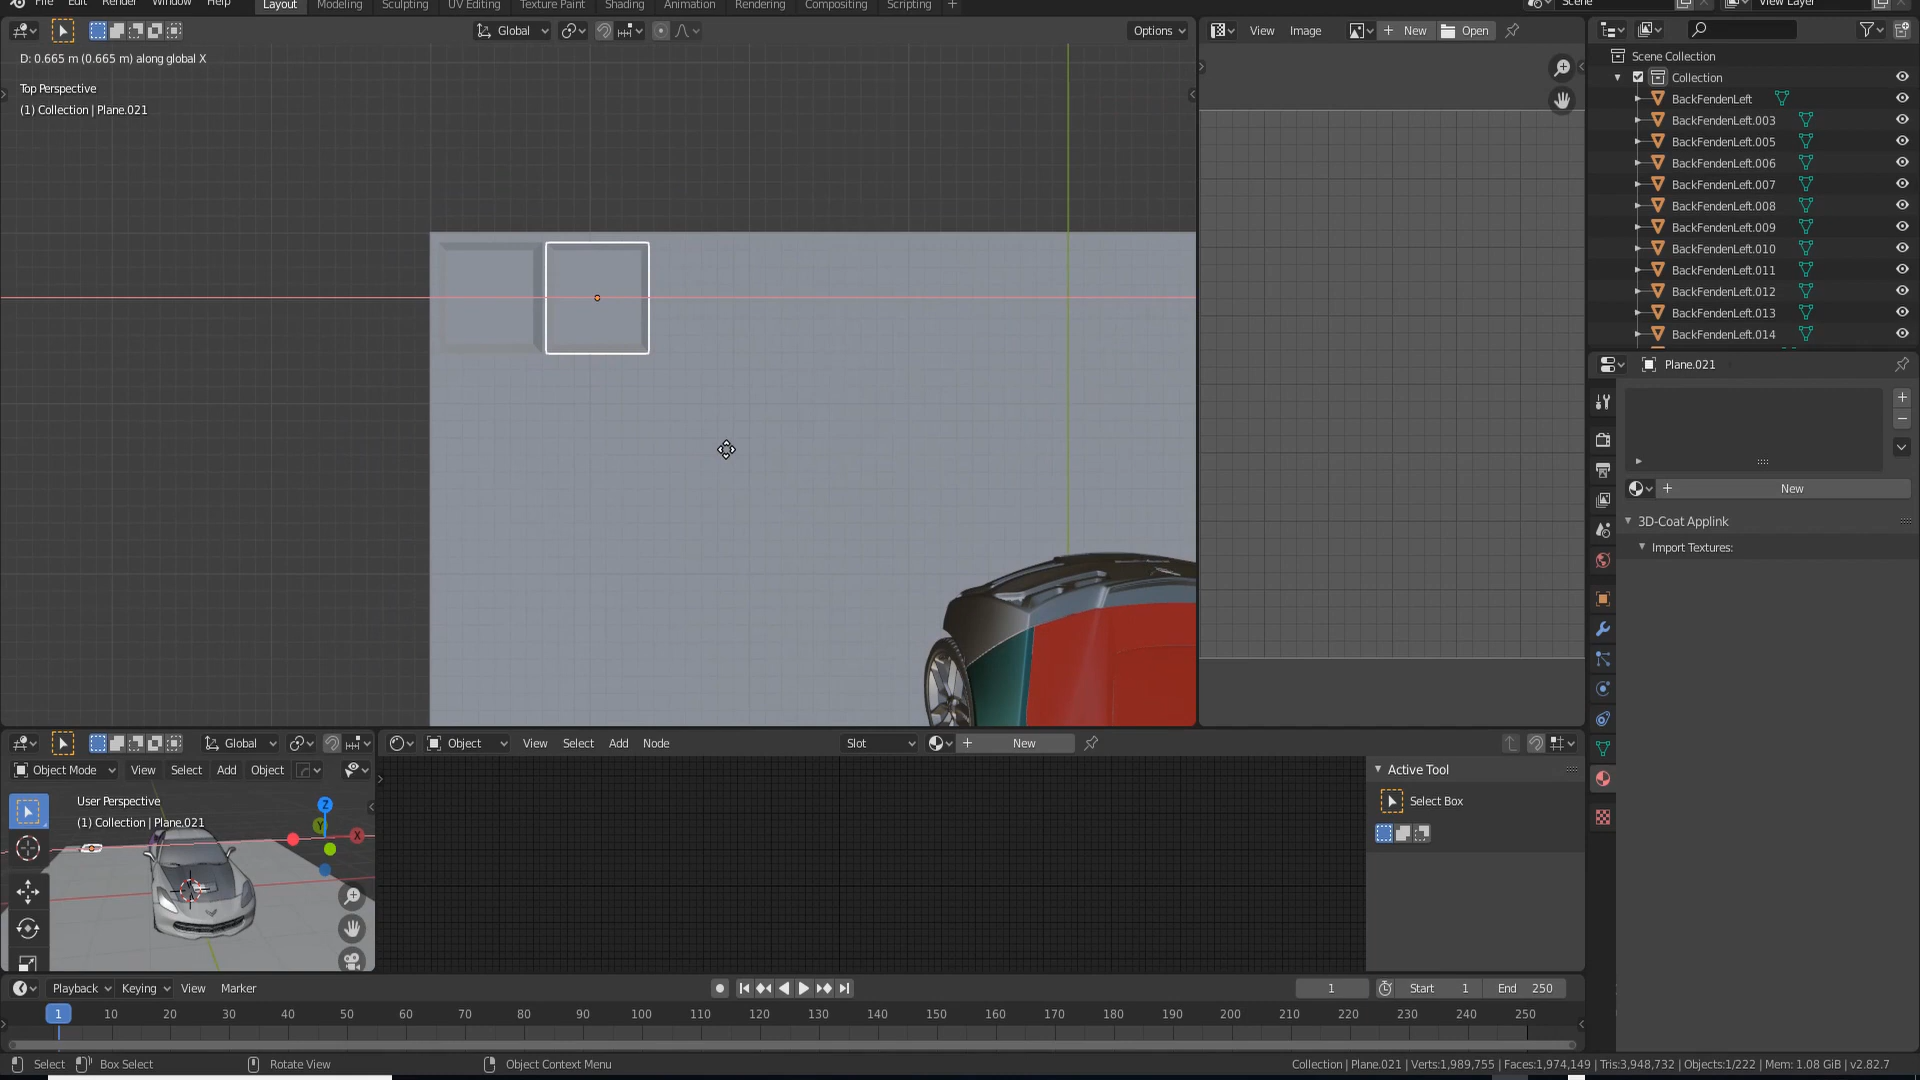 File Edit Render Window Help Layout Modeling Sculpting UV Editing Texture Paint Shading Animation Rendering Compositing Scripting Scene View Layer
Global Options View Image New Open
D: 0.665 m (0.665 m) along global X
Top Perspective
(1) Collection | Plane.021
Scene Collection
Collection
BackFendenLeft
BackFendenLeft.003
BackFendenLeft.005
BackFendenLeft.006
BackFendenLeft.007
BackFendenLeft.008
BackFendenLeft.009
BackFendenLeft.010
BackFendenLeft.011
BackFendenLeft.012
BackFendenLeft.013
BackFendenLeft.014
Plane.021
New
3D-Coat Applink
Import Textures:
Global Object View Select Add Node Slot New
Object Mode View Select Add Object
User Perspective
(1) Collection | Plane.021
Z
Y
X
Active Tool
Select Box
Playback Keying View Marker 1 Start 1 End 250
1 10 20 30 40 50 60 70 80 90 100 110 120 130 140 150 160 170 180 190 200 210 220 230 240 250
Select Box Select Rotate View Object Context Menu Collection | Plane.021 | Verts:1,989,755 | Faces:1,974,149 | Tris:3,948,732 | Objects:1/222 | Mem: 1.08 GiB | v2.82.7